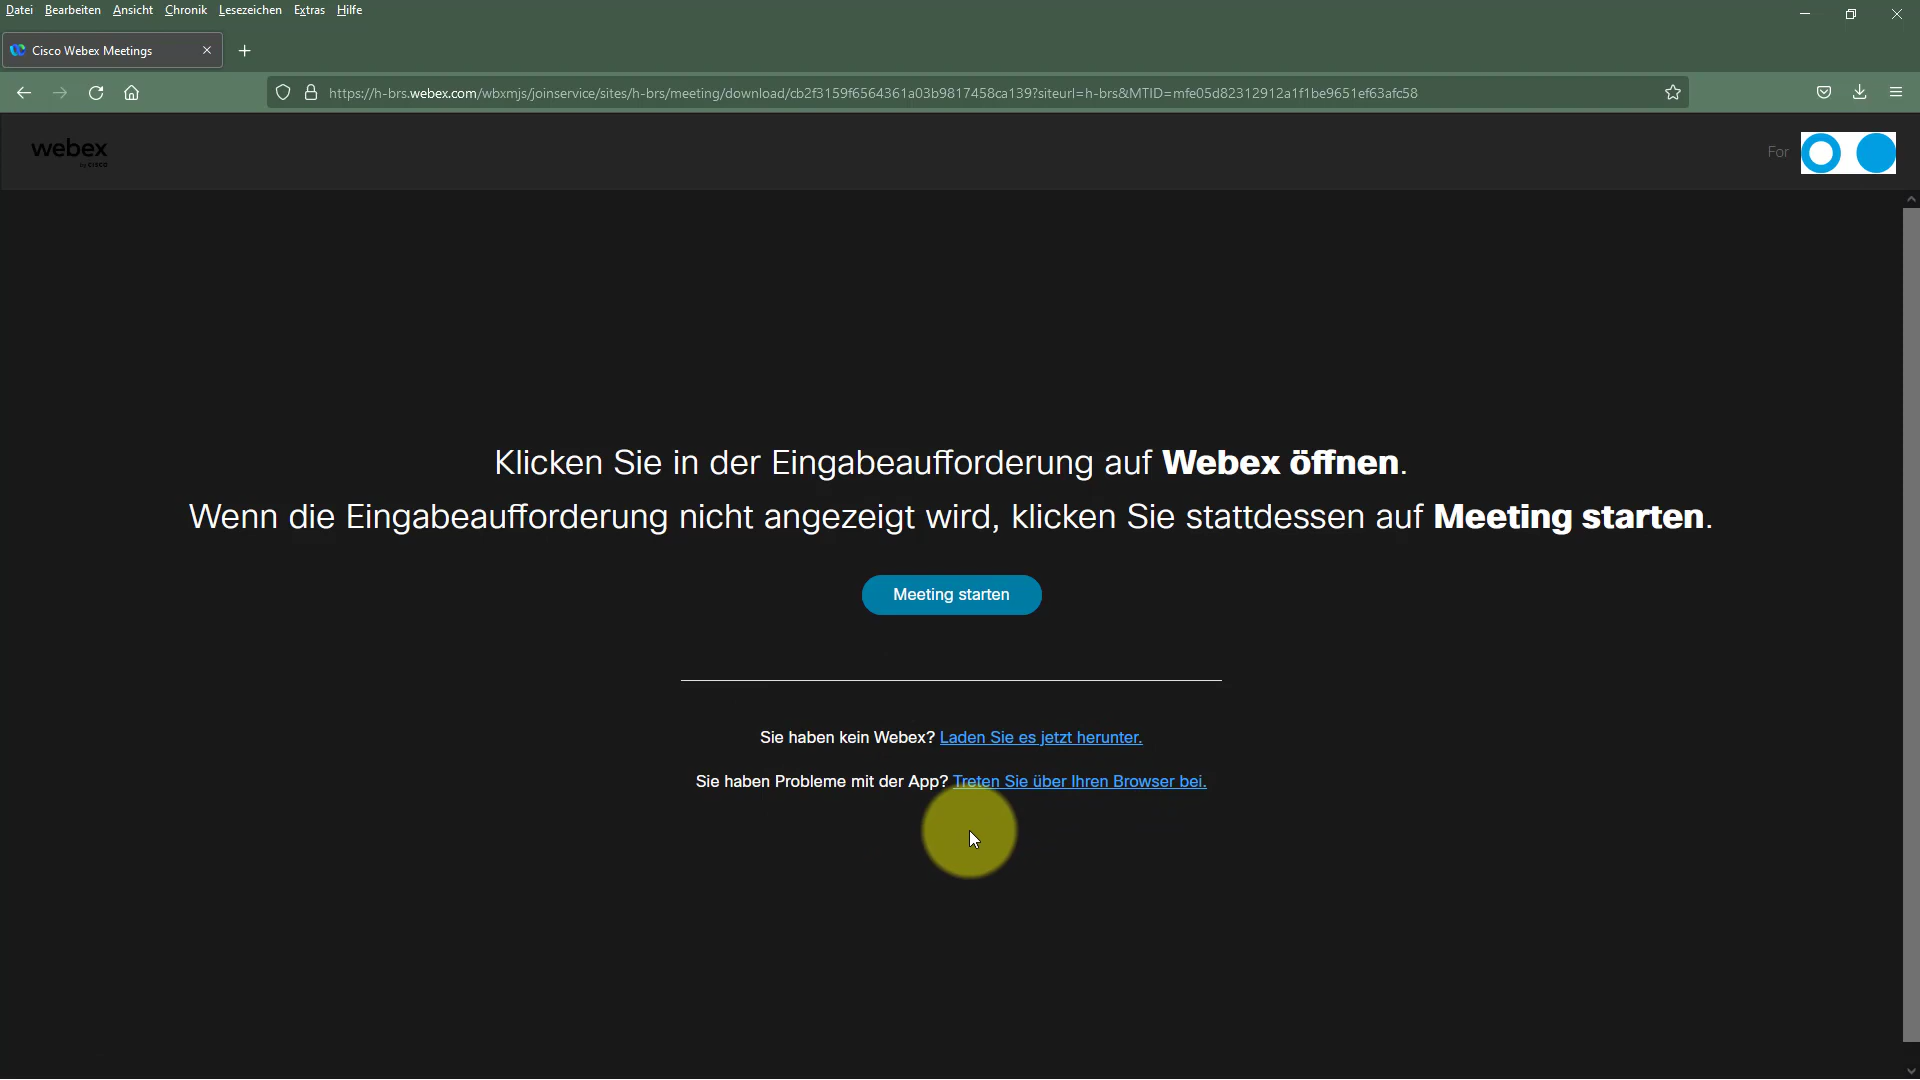 Datei Bearbeiten Ansicht Chronik Lesezeichen Extras Hilfe
Cisco Webex Meetings
https://h-brs.webex.com/wbxmjs/joinservice/sites/h-brs/meeting/download/cb2f3159f6564361a03b9817458ca139?siteurl=h-brs&MTID=mfe05d82312912a1f1be9651ef63afc58
webex
by cisco
For
Klicken Sie in der Eingabeaufforderung auf Webex öffnen.
Wenn die Eingabeaufforderung nicht angezeigt wird, klicken Sie stattdessen auf Meeting starten.
Meeting starten
Sie haben kein Webex? Laden Sie es jetzt herunter.
Sie haben Probleme mit der App? Treten Sie über Ihren Browser bei.